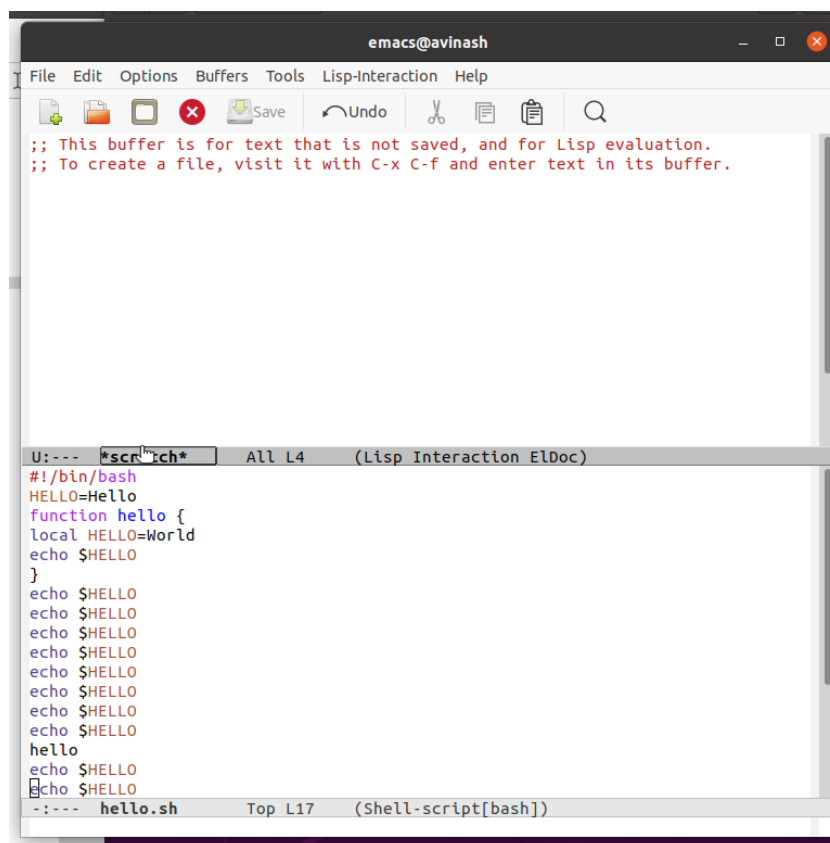 emacs@avinash
File Edit Options Buffers Tools Lisp-Interaction Help
Save Undo
;; This buffer is for text that is not saved, and for Lisp evaluation.
;; To create a file, visit it with C-x C-f and enter text in its buffer.
U:--- *scratch* All L4 (Lisp Interaction ElDoc)
#!/bin/bash
HELLO=Hello
function hello {
local HELLO=World
echo $HELLO
}
echo $HELLO
echo $HELLO
echo $HELLO
echo $HELLO
echo $HELLO
echo $HELLO
echo $HELLO
echo $HELLO
hello
echo $HELLO
echo $HELLO
-:--- hello.sh Top L17 (Shell-script[bash])